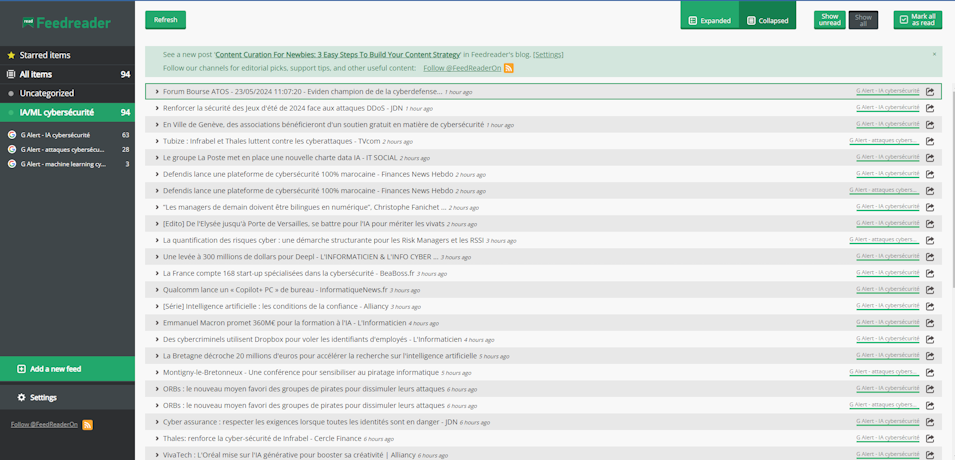 read Feedreader
Refresh
Expanded
Collapsed
Show unread
Show all
Mark all as read
Starred items
All items 94
Uncategorized
IA/ML cybersécurité 94
G Alert - IA cybersécurité 63
G Alert - attaques cybersécu... 28
G Alert - machine learning cy... 3
Add a new feed
Settings
Follow @FeedReaderOn
See a new post 'Content Curation For Newbies: 3 Easy Steps To Build Your Content Strategy' in Feedreader's blog. [Settings] ×
Follow our channels for editorial picks, support tips, and other useful content: Follow @FeedReaderOn
Forum Bourse ATOS - 23/05/2024 11:07:20 - Eviden champion de de la cyberdefense... 1 hour ago G Alert - IA cybersécurité
Renforcer la sécurité des Jeux d'été de 2024 face aux attaques DDoS - JDN 1 hour ago G Alert - IA cybersécurité
En Ville de Genève, des associations bénéficieront d'un soutien gratuit en matière de cybersécurité 1 hour ago G Alert - IA cybersécurité
Tubize : Infrabel et Thales luttent contre les cyberattaques - TVcom 2 hours ago G Alert - attaques cybers...
Le groupe La Poste met en place une nouvelle charte data IA - IT SOCIAL 2 hours ago G Alert - IA cybersécurité
Defendis lance une plateforme de cybersécurité 100% marocaine - Finances News Hebdo 2 hours ago G Alert - IA cybersécurité
Defendis lance une plateforme de cybersécurité 100% marocaine - Finances News Hebdo 2 hours ago G Alert - attaques cybers...
“Les managers de demain doivent être bilingues en numérique”, Christophe Fanichet ... 2 hours ago G Alert - IA cybersécurité
[Edito] De l'Elysée jusqu'à Porte de Versailles, se battre pour l'IA pour mériter les vivats 2 hours ago G Alert - IA cybersécurité
La quantification des risques cyber : une démarche structurante pour les Risk Managers et les RSSI 3 hours ago G Alert - attaques cybers...
Une levée à 300 millions de dollars pour Deepl - L'INFORMATICIEN & L'INFO CYBER ... 3 hours ago G Alert - IA cybersécurité
La France compte 168 start-up spécialisées dans la cybersécurité - BeaBoss.fr 3 hours ago G Alert - IA cybersécurité
Qualcomm lance un « Copilot+ PC » de bureau - InformatiqueNews.fr 3 hours ago G Alert - IA cybersécurité
[Série] Intelligence artificielle : les conditions de la confiance - Alliancy 3 hours ago G Alert - IA cybersécurité
Emmanuel Macron promet 360M€ pour la formation à l'IA - L'Informaticien 4 hours ago G Alert - IA cybersécurité
Des cybercriminels utilisent Dropbox pour voler les identifiants d'employés - L'Informaticien 4 hours ago G Alert - IA cybersécurité
La Bretagne décroche 20 millions d'euros pour accélérer la recherche sur l'intelligence artificielle 5 hours ago G Alert - IA cybersécurité
Montigny-le-Bretonneux - Une conférence pour sensibiliser au piratage informatique 5 hours ago G Alert - attaques cybers...
ORBs : le nouveau moyen favori des groupes de pirates pour dissimuler leurs attaques 6 hours ago G Alert - IA cybersécurité
ORBs : le nouveau moyen favori des groupes de pirates pour dissimuler leurs attaques 6 hours ago G Alert - attaques cybers...
Cyber assurance : respecter les exigences lorsque toutes les identités sont en danger - JDN 6 hours ago G Alert - IA cybersécurité
Thales: renforce la cyber-sécurité de Infrabel - Cercle Finance 6 hours ago G Alert - IA cybersécurité
VivaTech : L'Oréal mise sur l'IA générative pour booster sa créativité | Alliancy 6 hours ago G Alert - IA cybersécurité